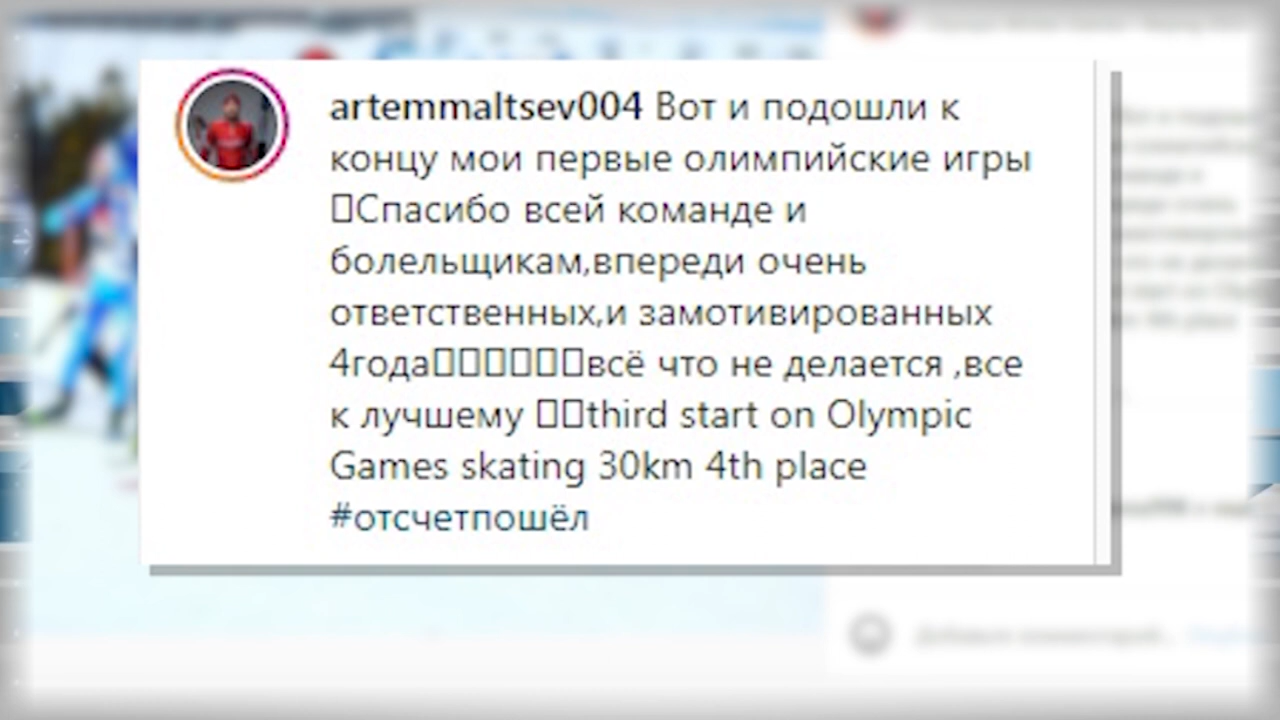 artemmaltsev004 Вот и подошли к
концу мои первые олимпийские игры
▯Спасибо всей команде и
болельщикам,впереди очень
ответственных,и замотивированных
4года▯▯▯▯▯▯всё что не делается ,все
к лучшему ▯▯third start on Olympic
Games skating 30km 4th place
#отсчетпошёл